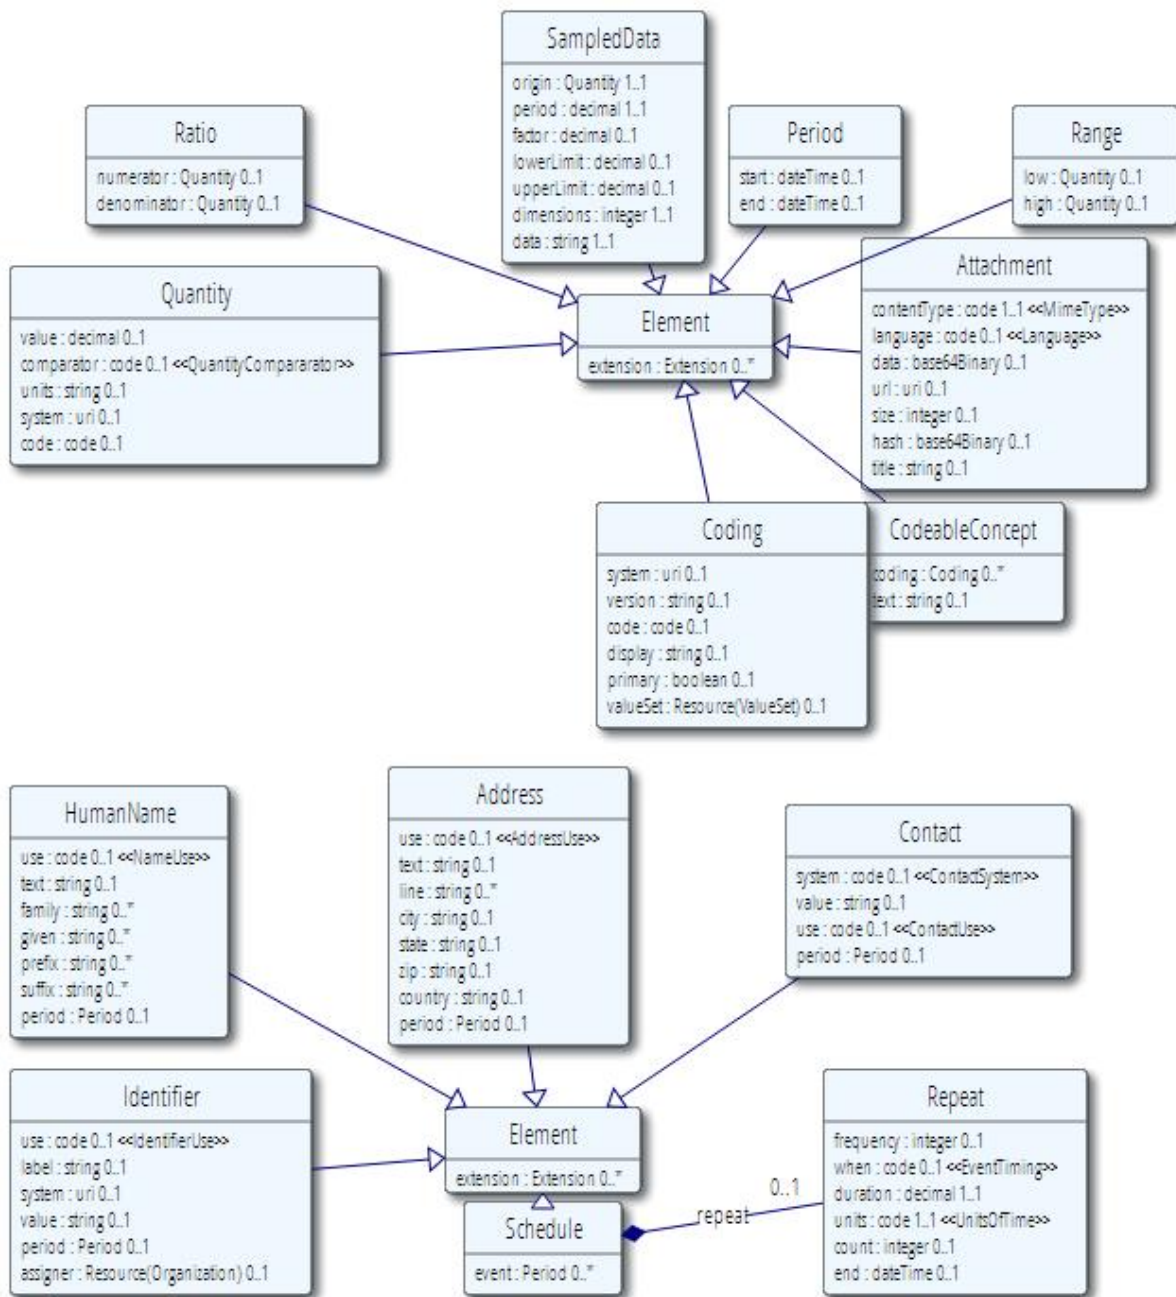 SampledData
origin : Quantity 1..1
period : decimal 1..1
factor : decimal 0..1
lowerLimit : decimal 0..1
upperLimit : decimal 0..1
dimensions : integer 1..1
data : string 1..1
Ratio
numerator : Quantity 0..1
denominator : Quantity 0..1
Period
start : dateTime 0..1
end : dateTime 0..1
Range
low : Quantity 0..1
high : Quantity 0..1
Quantity
value : decimal 0..1
comparator : code 0..1 <<QuantityCompararator>>
units : string 0..1
system : uri 0..1
code : code 0..1
Element
extension : Extension 0..*
Attachment
contentType : code 1..1 <<MimeType>>
language : code 0..1 <<Language>>
data : base64Binary 0..1
url : uri 0..1
size : integer 0..1
hash : base64Binary 0..1
title : string 0..1
Coding
system : uri 0..1
version : string 0..1
code : code 0..1
display : string 0..1
primary : boolean 0..1
valueSet : Resource(ValueSet) 0..1
CodeableConcept
coding : Coding 0..*
text : string 0..1
HumanName
use : code 0..1 <<NameUse>>
text : string 0..1
family : string 0..*
given : string 0..*
prefix : string 0..*
suffix : string 0..*
period : Period 0..1
Address
use : code 0..1 <<AddressUse>>
text : string 0..1
line : string 0..*
city : string 0..1
state : string 0..1
zip : string 0..1
country : string 0..1
period : Period 0..1
Contact
system : code 0..1 <<ContactSystem>>
value : string 0..1
use : code 0..1 <<ContactUse>>
period : Period 0..1
Identifier
use : code 0..1 <<IdentifierUse>>
label : string 0..1
system : uri 0..1
value : string 0..1
period : Period 0..1
assigner : Resource(Organization) 0..1
Element
extension : Extension 0..*
Schedule
event : Period 0..*
repeat
0..1
Repeat
frequency : integer 0..1
when : code 0..1 <<EventTiming>>
duration : decimal 1..1
units : code 1..1 <<UnitsOfTime>>
count : integer 0..1
end : dateTime 0..1